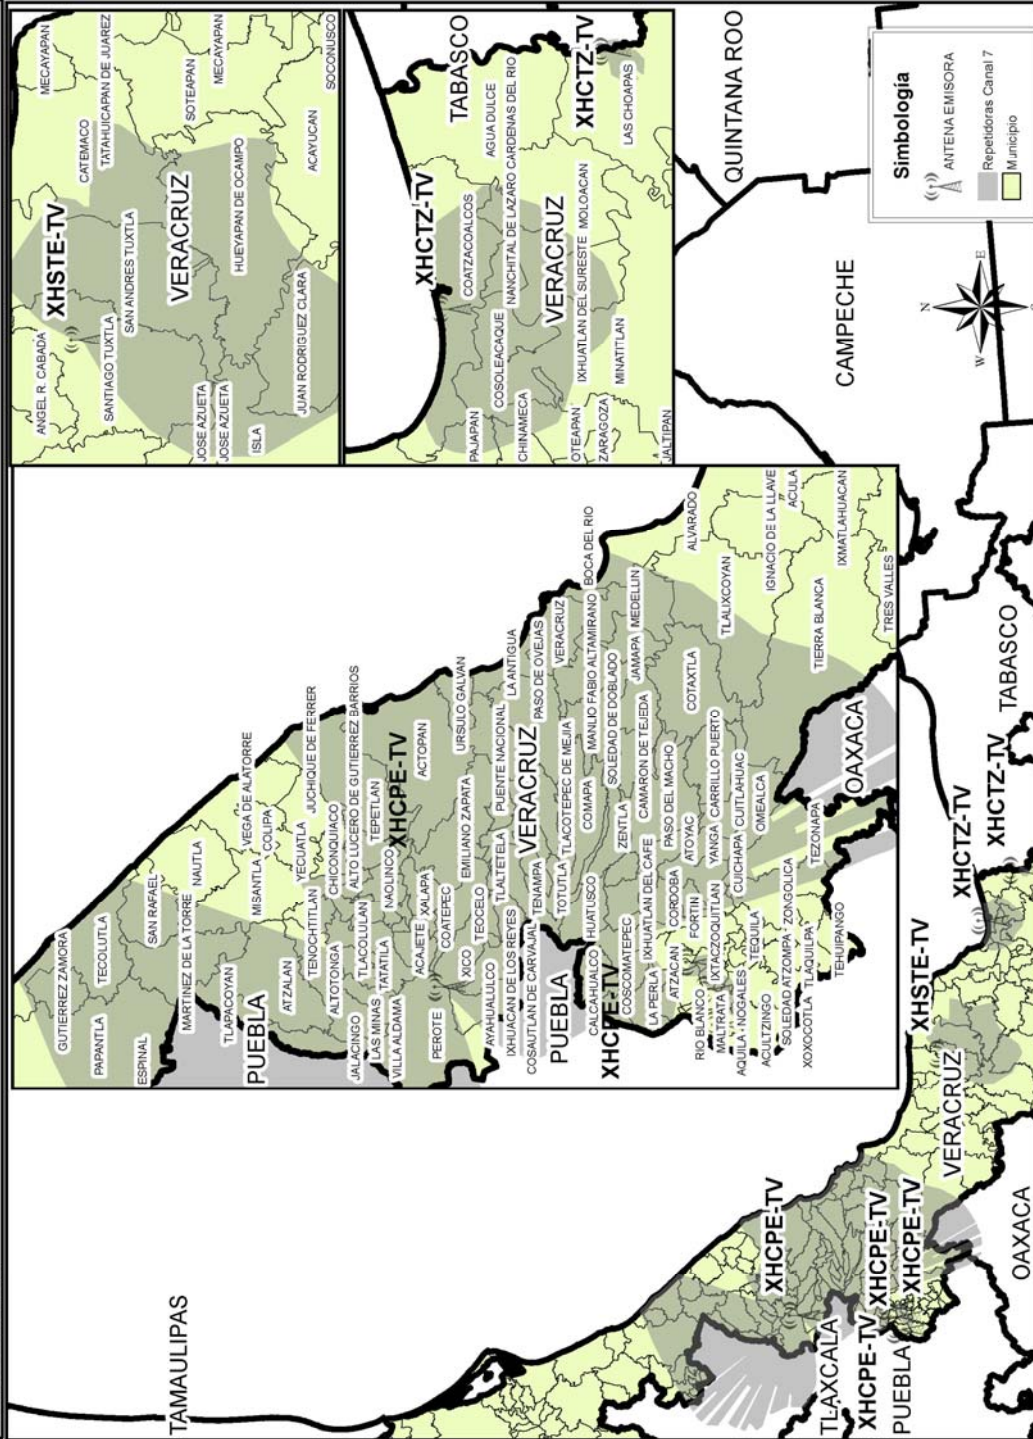 TAMAULIPAS
TLAXCALA
XHCPE-TV
PUEBLA
XHCPE-TV
XHCPE-TV
XHCPE-TV
OAXACA
VERACRUZ
XHSTE-TV
XHCTZ-TV
XHCTZ-TV
TABASCO
CAMPECHE
QUINTANA ROO
N
W
E
GUTIERREZ ZAMORA
PAPANTLA
TECOLUTLA
ESPINAL
SAN RAFAEL
MARTINEZ DE LA TORRE
NAUTLA
TLAPACOYAN
PUEBLA
VEGA DE ALATORRE
MISANTLA
COLIPA
ATZALAN
YECUATLA
TENOCHTITLAN
JUCHIQUE DE FERRER
ALTOTONGA
CHICONQUIACO
JALACINGO
TLACOLULAN
ALTO LUCERO DE GUTIERREZ BARRIOS
LAS MINAS
TATATILA
TEPETLAN
VILLA ALDAMA
NAOLINCO
XHCPE-TV
ACAJETE
XALAPA
ACTOPAN
PEROTE
COATEPEC
XICO
EMILIANO ZAPATA
URSULO GALVAN
TEOCELO
AYAHUALULCO
IXHUACAN DE LOS REYES
TLALTETELA
PUENTE NACIONAL
LA ANTIGUA
COSAUTLAN DE CARVAJAL
TENAMPA
VERACRUZ
PASO DE OVEJAS
PUEBLA
TOTUTLA
TLACOTEPEC DE MEJIA
VERACRUZ
CALCAHUALCO
HUATUSCO
COMAPA
MANLIO FABIO ALTAMIRANO
BOCA DEL RIO
XHCPE-TV
COSCOMATEPEC
ZENTLA
SOLEDAD DE DOBLADO
LA PERLA
IXHUATLAN DEL CAFE
CAMARON DE TEJEDA
JAMAPA
MEDELLIN
ATZACAN
CORDOBA
PASO DEL MACHO
RIO BLANCO
FORTIN
ATOYAC
COTAXTLA
ALVARADO
MALTRATA
IXTACZOQUITLAN
YANGA
CARRILLO PUERTO
AQUILA
NOGALES
TEQUILA
CUICHAPA
CUITLAHUAC
TLALIXCOYAN
ACULTZINGO
OMEALCA
SOLEDAD ATZOMPA
ZONGOLICA
IGNACIO DE LA LLAVE
ACULA
XOXOCOTLA
TLAQUILPA
TEZONAPA
TIERRA BLANCA
TEHUIPANGO
OAXACA
IXMATLAHUACAN
TRES VALLES
ANGEL R. CABADA
XHSTE-TV
MECAYAPAN
CATEMACO
SANTIAGO TUXTLA
TATAHUICAPAN DE JUAREZ
SAN ANDRES TUXTLA
VERACRUZ
SOTEAPAN
JOSE AZUETA
JOSE AZUETA
MECAYAPAN
HUEYAPAN DE OCAMPO
ISLA
JUAN RODRIGUEZ CLARA
ACAYUCAN
SOCONUSCO
XHCTZ-TV
TABASCO
PAJAPAN
COATZACOALCOS
AGUA DULCE
COSOLEACAQUE
NANCHITAL DE LAZARO CARDENAS DEL RIO
CHINAMECA
VERACRUZ
XHCTZ-TV
OTEAPAN
IXHUATLAN DEL SURESTE
MOLOACAN
ZARAGOZA
MINATITLAN
LAS CHOAPAS
JALTIPAN
Simbología
ANTENA EMISORA
Repetidoras Canal 7
Municipio